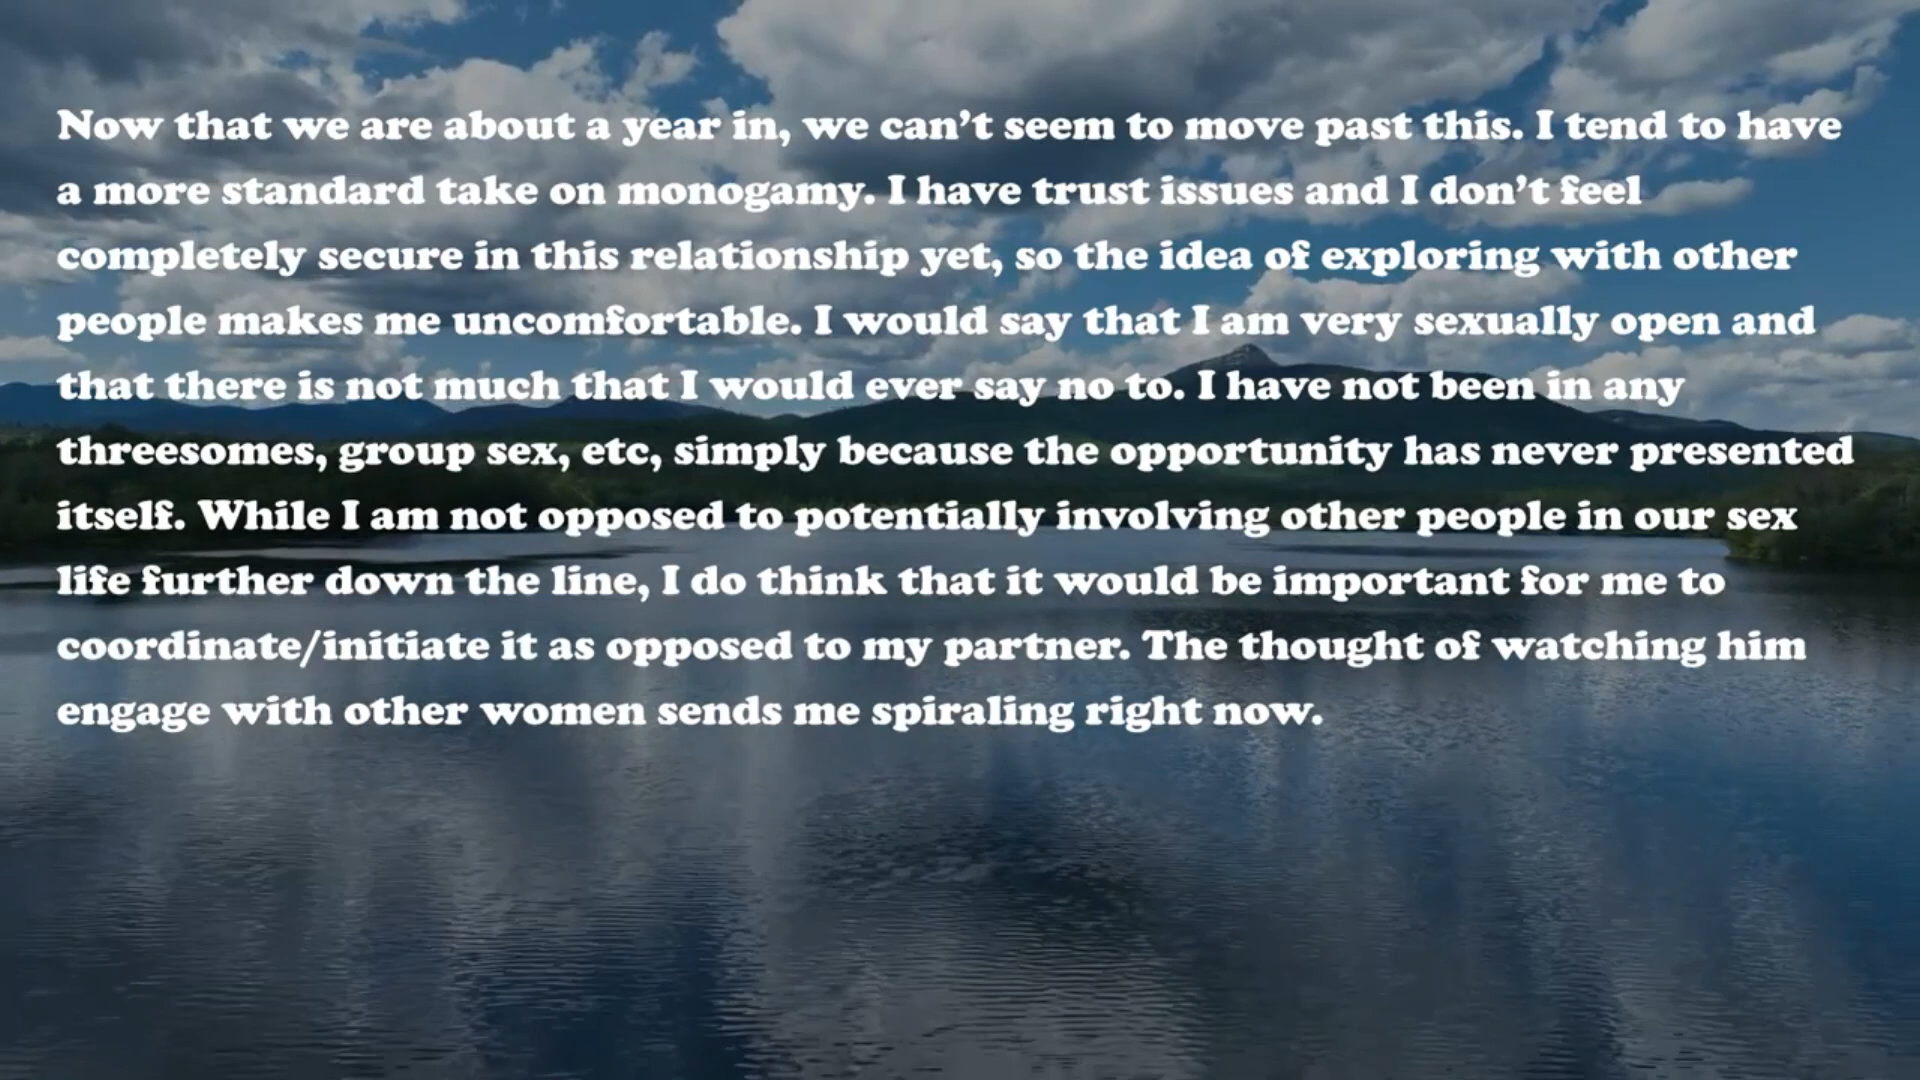 Now that we are about a year in, we can’t seem to move past this. I tend to have
a more standard take on monogamy. I have trust issues and I don’t feel
completely secure in this relationship yet, so the idea of exploring with other
people makes me uncomfortable. I would say that I am very sexually open and
that there is not much that I would ever say no to. I have not been in any
threesomes, group sex, etc, simply because the opportunity has never presented
itself. While I am not opposed to potentially involving other people in our sex
life further down the line, I do think that it would be important for me to
coordinate/initiate it as opposed to my partner. The thought of watching him
engage with other women sends me spiraling right now.